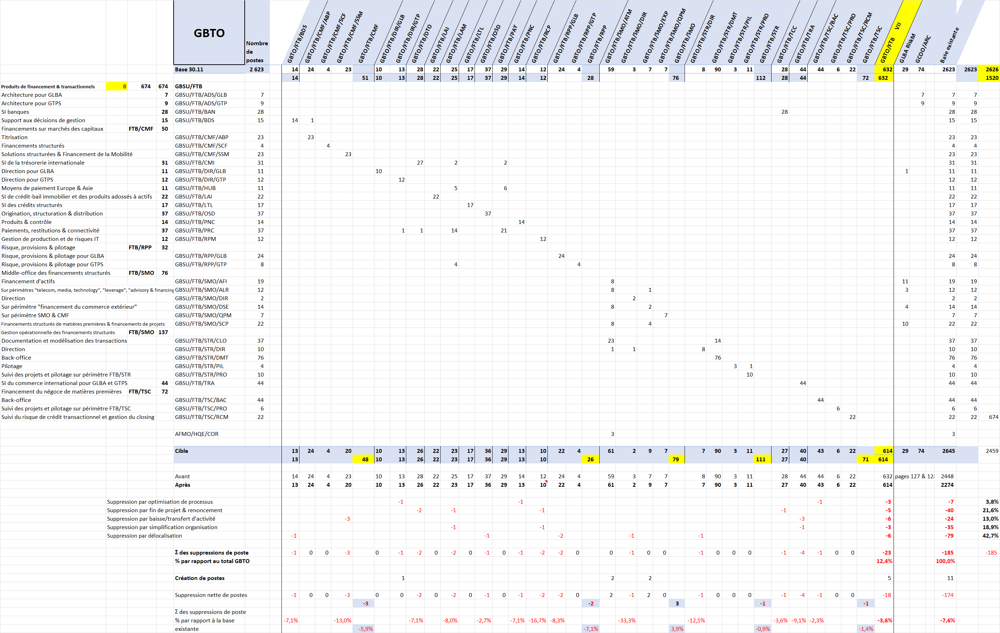 GBTO
Nombre de postes
GBTO/FTB/BDS
GBTO/FTB/CMF/ABP
GBTO/FTB/CMF/SCF
GBTO/FTB/CMF/SSM
GBTO/FTB/CMF
GBTO/FTB/DIR/GLB
GBTO/FTB/DIR/GTP
GBTO/FTB/DTO
GBTO/FTB/LAI
GBTO/FTB/LAM
GBTO/FTB/LTL
GBTO/FTB/OSD
GBTO/FTB/PAY
GBTO/FTB/PNC
GBTO/FTB/RCP
GBTO/FTB/RPP/GLB
GBTO/FTB/RPP/GTP
GBTO/FTB/RPP
GBTO/FTB/SMO/ATM
GBTO/FTB/SMO/DIR
GBTO/FTB/SMO/EXP
GBTO/FTB/SMO/QPM
GBTO/FTB/SMO
GBTO/FTB/STR/DIR
GBTO/FTB/STR/DMT
GBTO/FTB/STR/PIL
GBTO/FTB/STR/PRO
GBTO/FTB/STR
GBTO/FTB/TCC
GBTO/FTB/TRA
GBTO/FTB/TSC/BAC
GBTO/FTB/TSC/PRO
GBTO/FTB/TSC/RCM
GBTO/FTB/TSC
GBTO/FTB VII
GLBA RiskM
GCOO/ARC
Base existante
Base 30.11 2 623 14 24 4 23 10 13 28 22 25 17 37 29 14 12 24 4 59 3 7 7 8 90 3 11 28 44 44 6 22 632 29 74 2623 2623 2626
14 51 10 13 28 22 25 17 37 29 14 12 28 76 112 28 44 72 632 1520
Produits de financement & transactionnels 8 674 674 GBSU/FTB
Architecture pour GLBA 7 GBSU/FTB/ADS/GLB 7 7 7 7
Architecture pour GTPS 9 GBSU/FTB/ADS/GTP 9 9 9 9
SI banques 28 GBSU/FTB/BAN 28 28 28 28
Support aux décisions de gestion 15 GBSU/FTB/BDS 15 14 1 15 15
Financements sur marchés des capitaux FTB/CMF 50
Titrisation GBSU/FTB/CMF/ABP 23 23 23 23
Financements structurés GBSU/FTB/CMF/SCF 4 4 4 4
Solutions structurées & Financement de la Mobilité GBSU/FTB/CMF/SSM 23 23 23 23
SI de la trésorerie internationale 31 GBSU/FTB/CMI 31 27 2 2 31 31
Direction pour GLBA 11 GBSU/FTB/DIR/GLB 11 10 1 11 11
Direction pour GTPS 12 GBSU/FTB/DIR/GTP 12 12 12 12
Moyens de paiement Europe & Asie 11 GBSU/FTB/HUB 11 5 6 11 11
SI de crédit-bail immobilier et des produits adossés à actifs 22 GBSU/FTB/LAI 22 22 22 22
SI des crédits structurés 17 GBSU/FTB/LTL 17 17 17 17
Origination, structuration & distribution 37 GBSU/FTB/OSD 37 37 37 37
Produits & contrôle 14 GBSU/FTB/PNC 14 14 14 14
Paiements, restitutions & connectivité 37 GBSU/FTB/PRC 37 1 1 14 21 37 37
Gestion de production et de risques IT 12 GBSU/FTB/RPM 12 12 12 12
Risque, provisions & pilotage FTB/RPP 32
Risque, provisions & pilotage pour GLBA GBSU/FTB/RPP/GLB 24 24 24 24
Risque, provisions & pilotage pour GTPS GBSU/FTB/RPP/GTP 8 4 4 8 8
Middle-office des financements structurés FTB/SMO 76
Financement d'actifs GBSU/FTB/SMO/AFI 19 8 11 19 19
Sur périmètres "telecom, media, technology", "leverage", "advisory & financing GBSU/FTB/SMO/ALR 12 8 1 3 12 12
Direction GBSU/FTB/SMO/DIR 2 2 2 2
Sur périmètre "financement du commerce extérieur" GBSU/FTB/SMO/DSE 14 8 2 4 14 14
Sur périmètre SMO & CMF GBSU/FTB/SMO/QPM 7 7 7 7
Financements structurés de matières premières & financements de projets GBSU/FTB/SMO/SCP 22 8 4 10 22 22
Gestion opérationnelle des financements structurés FTB/SMO 137
Documentation et modélisation des transactions GBSU/FTB/STR/CLO 37 23 14 37 37
Direction GBSU/FTB/STR/DIR 10 1 1 8 10 10
Back-office GBSU/FTB/STR/DMT 76 76 76 76
Pilotage GBSU/FTB/STR/PIL 4 3 1 4 4
Suivi des projets et pilotage sur périmètre FTB/STR GBSU/FTB/STR/PRO 10 10 10 10
SI du commerce international pour GLBA et GTPS 44 GBSU/FTB/TRA 44 44 44 44
Financement du négoce de matières premières FTB/TSC 72
Back-office GBSU/FTB/TSC/BAC 44 44 44 44
Suivi des projets et pilotage sur périmètre FTB/TSC GBSU/FTB/TSC/PRO 6 6 6 6
Suivi du risque de crédit transactionnel et gestion du closing GBSU/FTB/TSC/RCM 22 22 22 22 674
AFMO/HQE/COR 3 3
Cible 13 24 4 20 10 13 26 22 23 17 36 29 13 10 22 4 61 2 9 7 7 90 3 11 27 40 43 6 22 614 29 74 2645 2459
13 48 10 13 26 22 23 17 36 29 13 10 26 79 111 27 40 71 614
Avant 14 24 4 23 10 13 28 22 25 17 37 29 14 12 24 4 59 3 7 7 8 90 3 11 28 44 44 6 22 632 pages 127 & 12 2448
Après 13 24 4 20 10 13 26 22 23 17 36 29 13 10 22 4 61 2 9 7 7 90 3 11 27 40 43 6 22 614 2274
Suppression par optimisation de processus -1 -1 -1 -3 -7 3,8%
Suppression par fin de projet & renoncement -2 -1 -1 -1 -5 -40 21,6%
Suppression par baisse/transfert d'activité -3 -3 -6 -24 13,0%
Suppression par simplification organisation -1 -1 -1 -3 -35 18,9%
Suppression par délocalisation -1 -1 -2 -1 -1 -6 -79 42,7%
Σ des suppressions de poste -1 0 0 -3 0 -1 -2 0 -2 0 -1 0 -1 -2 -2 0 0 -1 0 0 -1 0 0 0 -1 -4 -1 0 0 -23 -185 -185
% par rapport au total GBTO 12,4% 100,0%
Création de postes 1 2 2 5 11
Suppression nette de postes -1 0 0 -3 0 0 -2 0 -2 0 -1 0 -1 -2 -2 0 2 -1 2 0 -1 0 0 0 -1 -4 -1 0 0 -18 -174
-3 -2 3 -1 -1
Σ des suppressions de poste
% par rapport à la base -7,1% -13,0% -7,1% -8,0% -2,7% -7,1% -16,7% -8,3% -33,3% -12,5% -3,6% -9,1% -2,3% -3,6% -7,6%
existante -5,9% -7,1% 3,9% -0,9% -1,4%